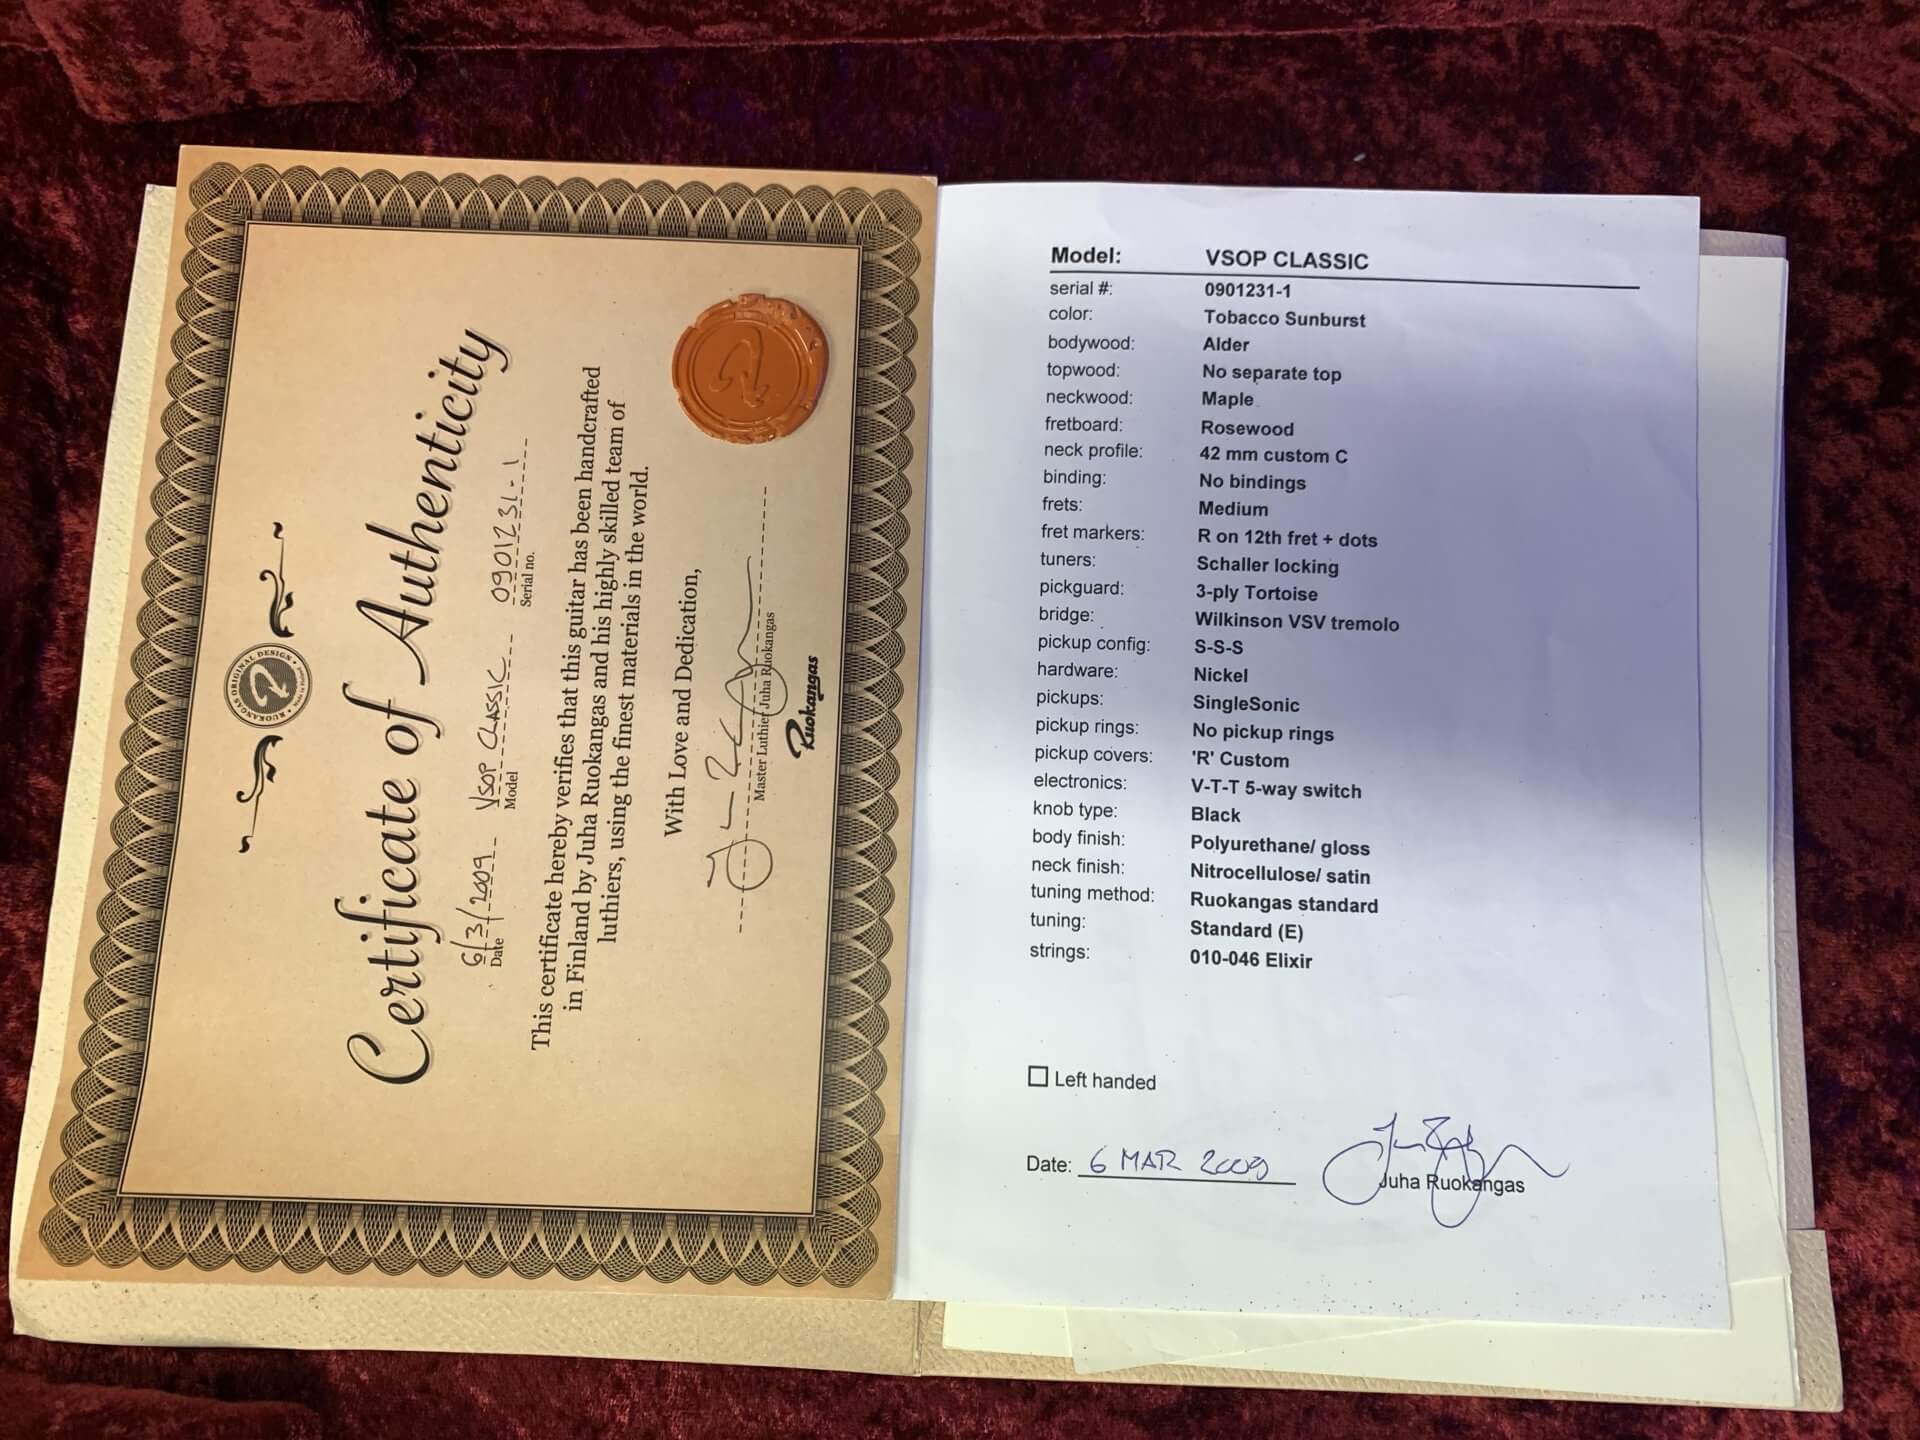 RUOKANGAS ORIGINAL DESIGN
Certificate of Authenticity
6/3/2009 VSOP CLASSIC 0901231-1
Date Model Serial no.
This certificate hereby verifies that this guitar has been handcrafted
in Finland by Juha Ruokangas and his highly skilled team of
luthiers, using the finest materials in the world.
With Love and Dedication,
Master Luthier Juha Ruokangas
Ruokangas
Model: VSOP CLASSIC
serial #: 0901231-1
color: Tobacco Sunburst
bodywood: Alder
topwood: No separate top
neckwood: Maple
fretboard: Rosewood
neck profile: 42 mm custom C
binding: No bindings
frets: Medium
fret markers: R on 12th fret + dots
tuners: Schaller locking
pickguard: 3-ply Tortoise
bridge: Wilkinson VSV tremolo
pickup config: S-S-S
hardware: Nickel
pickups: SingleSonic
pickup rings: No pickup rings
pickup covers: 'R' Custom
electronics: V-T-T 5-way switch
knob type: Black
body finish: Polyurethane/ gloss
neck finish: Nitrocellulose/ satin
tuning method: Ruokangas standard
tuning: Standard (E)
strings: 010-046 Elixir
Left handed
Date: 6 MAR 2009
Juha Ruokangas